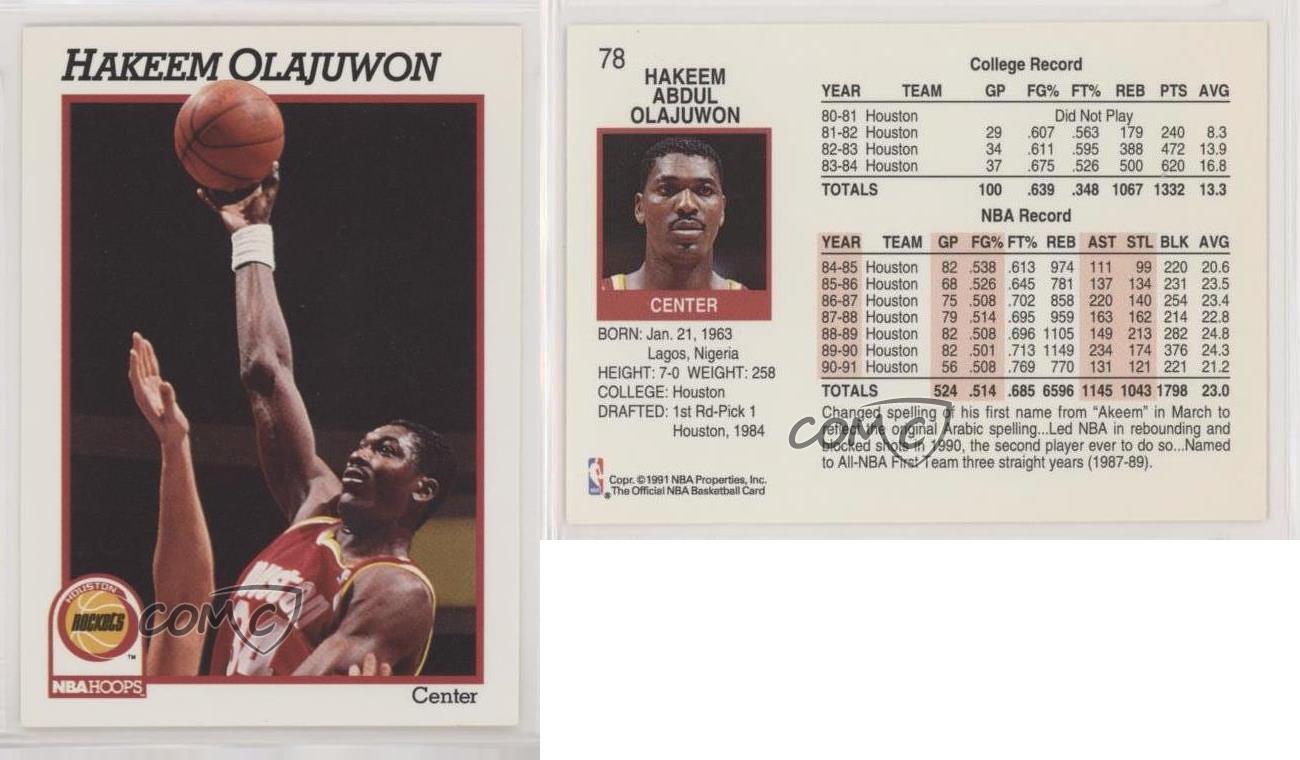 HAKEEM OLAJUWON
HOUSTON
ROCKETS
TM
NBA HOOPS
Center
COMC
78
HAKEEM
ABDUL
OLAJUWON
CENTER
BORN: Jan. 21, 1963
Lagos, Nigeria
HEIGHT: 7-0 WEIGHT: 258
COLLEGE: Houston
DRAFTED: 1st Rd-Pick 1
Houston, 1984
NBA
Copr. ©1991 NBA Properties, Inc.
® The Official NBA Basketball Card
College Record
YEAR TEAM GP FG% FT% REB PTS AVG
80-81 Houston Did Not Play
81-82 Houston 29 .607 .563 179 240 8.3
82-83 Houston 34 .611 .595 388 472 13.9
83-84 Houston 37 .675 .526 500 620 16.8
TOTALS 100 .639 .348 1067 1332 13.3
NBA Record
YEAR TEAM GP FG% FT% REB AST STL BLK AVG
84-85 Houston 82 .538 .613 974 111 99 220 20.6
85-86 Houston 68 .526 .645 781 137 134 231 23.5
86-87 Houston 75 .508 .702 858 220 140 254 23.4
87-88 Houston 79 .514 .695 959 163 162 214 22.8
88-89 Houston 82 .508 .696 1105 149 213 282 24.8
89-90 Houston 82 .501 .713 1149 234 174 376 24.3
90-91 Houston 56 .508 .769 770 131 121 221 21.2
TOTALS 524 .514 .685 6596 1145 1043 1798 23.0
Changed spelling of his first name from "Akeem" in March to
reflect the original Arabic spelling...Led NBA in rebounding and
blocked shots in 1990, the second player ever to do so...Named
to All-NBA First Team three straight years (1987-89).
COMC